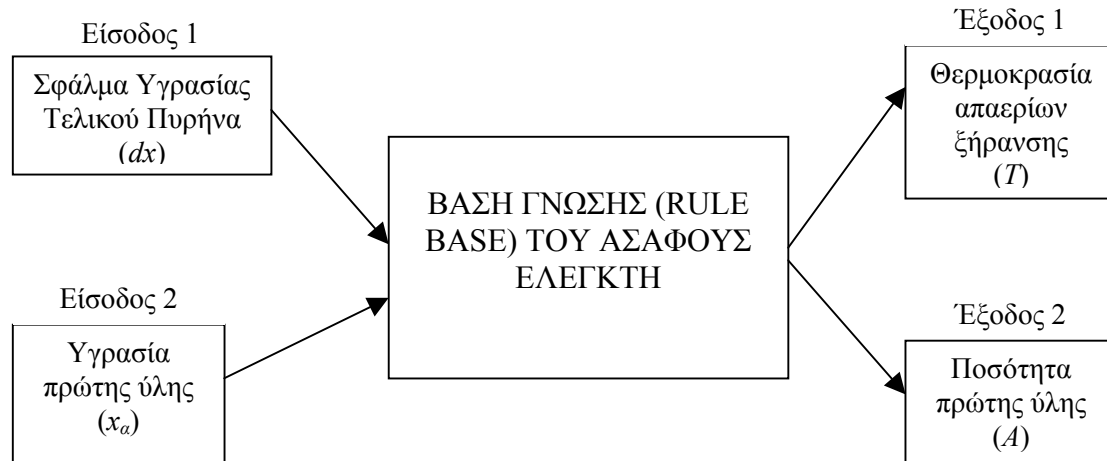 Είσοδος 1
Σφάλμα Υγρασίας
Τελικού Πυρήνα
(dx)
Είσοδος 2
Υγρασία
πρώτης ύλης
(xα)
ΒΑΣΗ ΓΝΩΣΗΣ (RULE
BASE) ΤΟΥ ΑΣΑΦΟΥΣ
ΕΛΕΓΚΤΗ
Έξοδος 1
Θερμοκρασία
απαερίων
ξήρανσης
(T)
Έξοδος 2
Ποσότητα
πρώτης ύλης
(A)